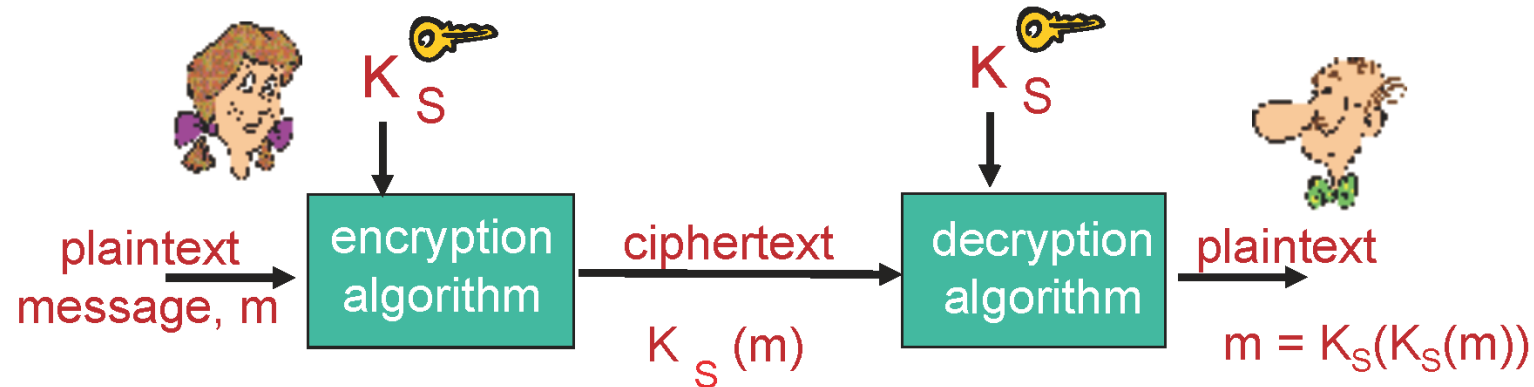 K S
K S
plaintext
message, m
encryption
algorithm
ciphertext
K S (m)
decryption
algorithm
plaintext
m = KS(KS(m))